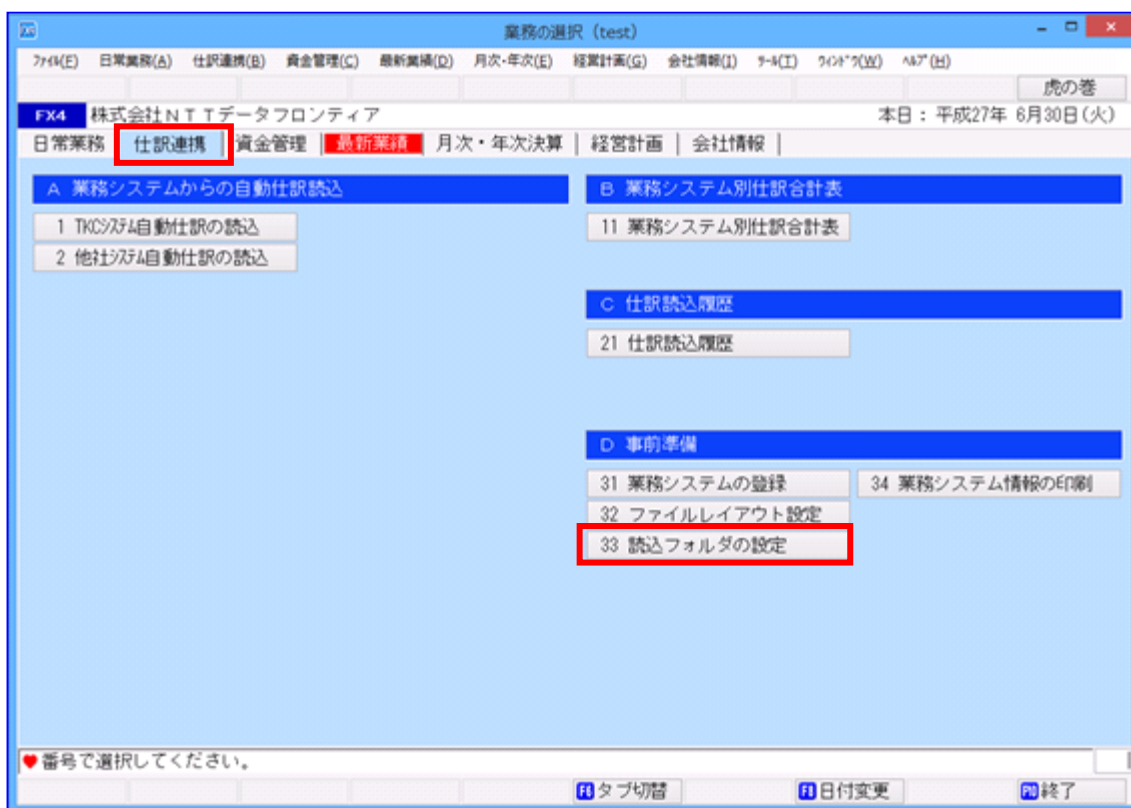 業務の選択 (test)
ﾌｧｲﾙ(F) 日常業務(A) 仕訳連携(B) 資金管理(C) 最新業績(D) 月次・年次(E) 経営計画(G) 会社情報(I) ﾂｰﾙ(T) ｳｨﾝﾄﾞｳ(W) ﾍﾙﾌﾟ(H)
虎の巻
FX4 株式会社NTTデータフロンティア 本日：平成27年 6月30日(火)
日常業務 仕訳連携 資金管理 最新業績 月次・年次決算 経営計画 会社情報
A 業務システムからの自動仕訳読込
1 TKCｼｽﾃﾑ自動仕訳の読込
2 他社ｼｽﾃﾑ自動仕訳の読込
B 業務システム別仕訳合計表
11 業務システム別仕訳合計表
C 仕訳読込履歴
21 仕訳読込履歴
D 事前準備
31 業務システムの登録 34 業務システム情報の印刷
32 ファイルレイアウト設定
33 読込フォルダの設定
♥番号で選択してください。
F6 タブ切替 F8 日付変更 F10 終了